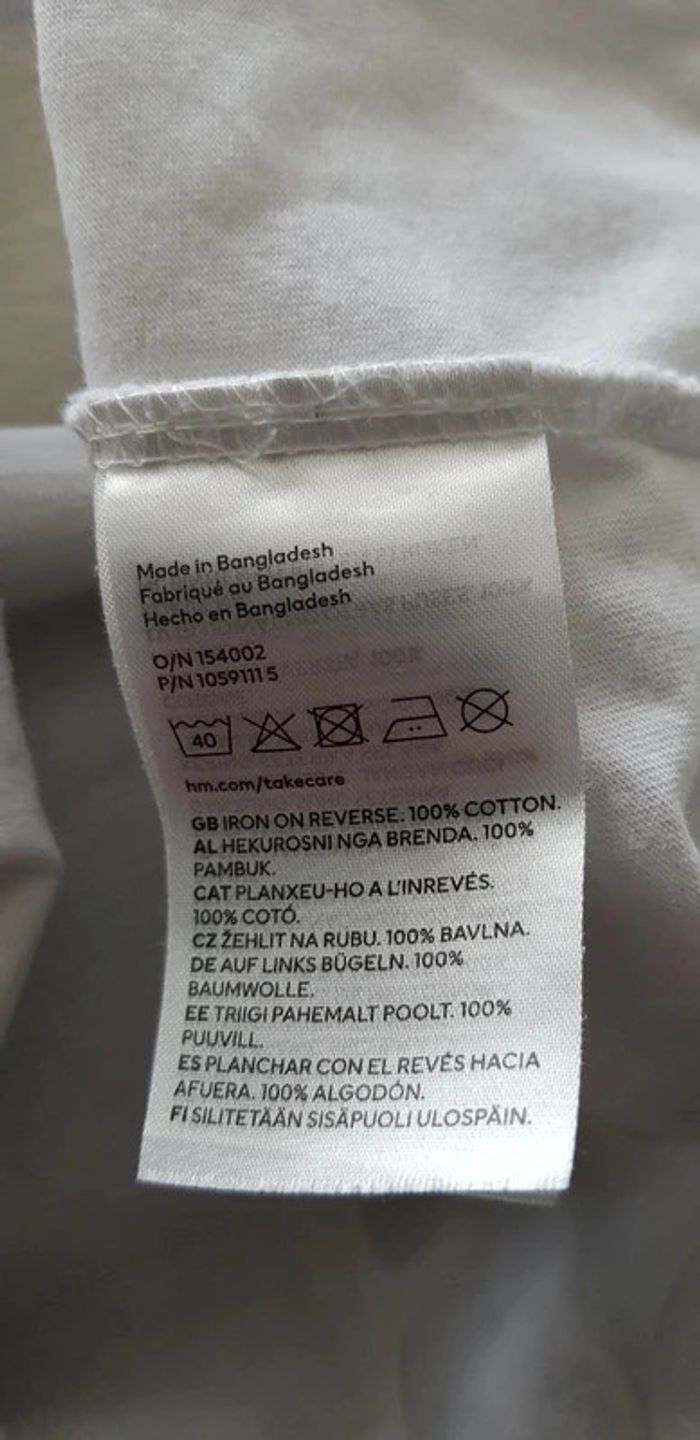 Made in Bangladesh
Fabriqué au Bangladesh
Hecho en Bangladesh
O/N 154002
P/N 1059111 5
40
hm.com/takecare
GB IRON ON REVERSE. 100% COTTON.
AL HEKUROSNI NGA BRENDA. 100%
PAMBUK.
CAT PLANXEU-HO A L'INREVÉS.
100% COTÓ.
CZ ŽEHLIT NA RUBU. 100% BAVLNA.
DE AUF LINKS BÜGELN. 100%
BAUMWOLLE.
EE TRIIGI PAHEMALT POOLT. 100%
PUUVILL.
ES PLANCHAR CON EL REVÉS HACIA
AFUERA. 100% ALGODÓN.
FI SILITETÄÄN SISÄPUOLI ULOSPÄIN.